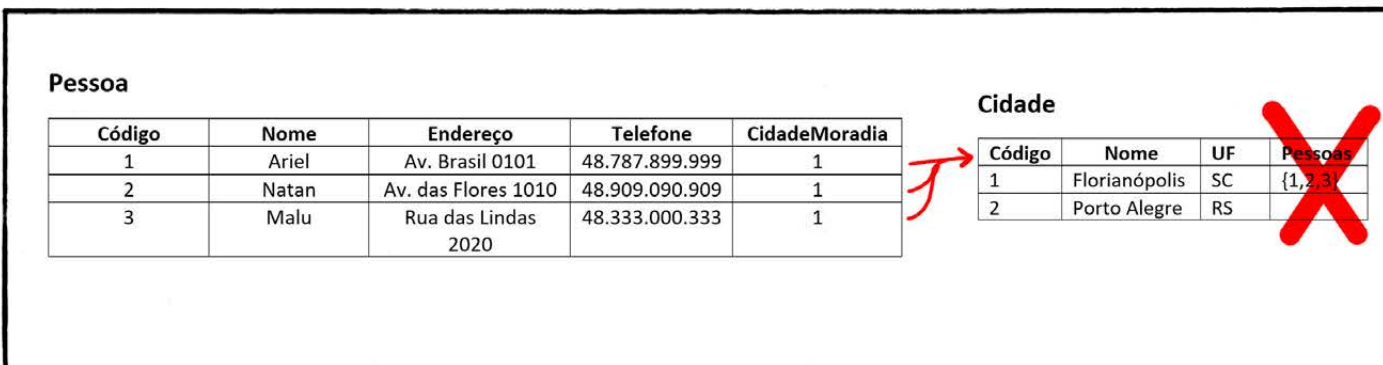 Pessoa
Código Nome Endereço Telefone CidadeMoradia
1 Ariel Av. Brasil 0101 48.787.899.999 1
2 Natan Av. das Flores 1010 48.909.090.909 1
3 Malu Rua das Lindas 48.333.000.333 1
2020
Cidade
Código Nome UF Pessoas
1 Florianópolis SC {1,2,3}
2 Porto Alegre RS